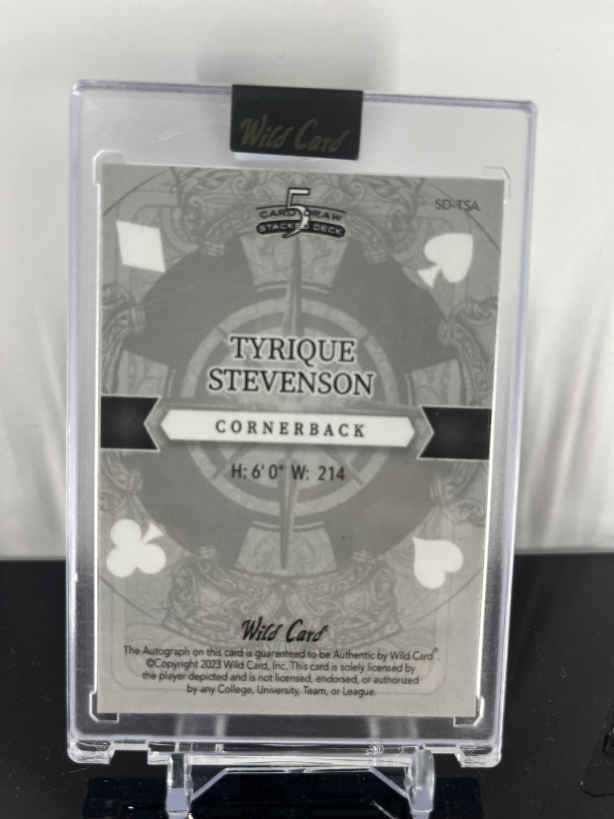 Wild Card
5
CARD DRAW
STACKED DECK
SD-TSA
TYRIQUE
STEVENSON
CORNERBACK
H: 6' 0" W: 214
Wild Card
The Autograph on this card is guaranteed to be Authentic by Wild Card®.
©Copyright 2023 Wild Card, Inc. This card is solely licensed by
the player depicted and is not licensed, endorsed, or authorized
by any College, University, Team, or League.